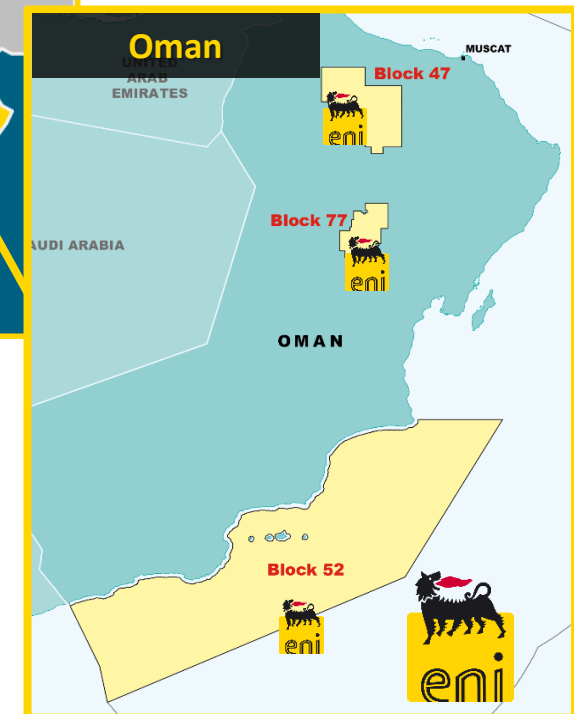 Oman
MUSCAT
UNITED
ARAB
EMIRATES
Block 47
eni
Block 77
AUDI ARABIA
eni
OMAN
Block 52
eni
eni